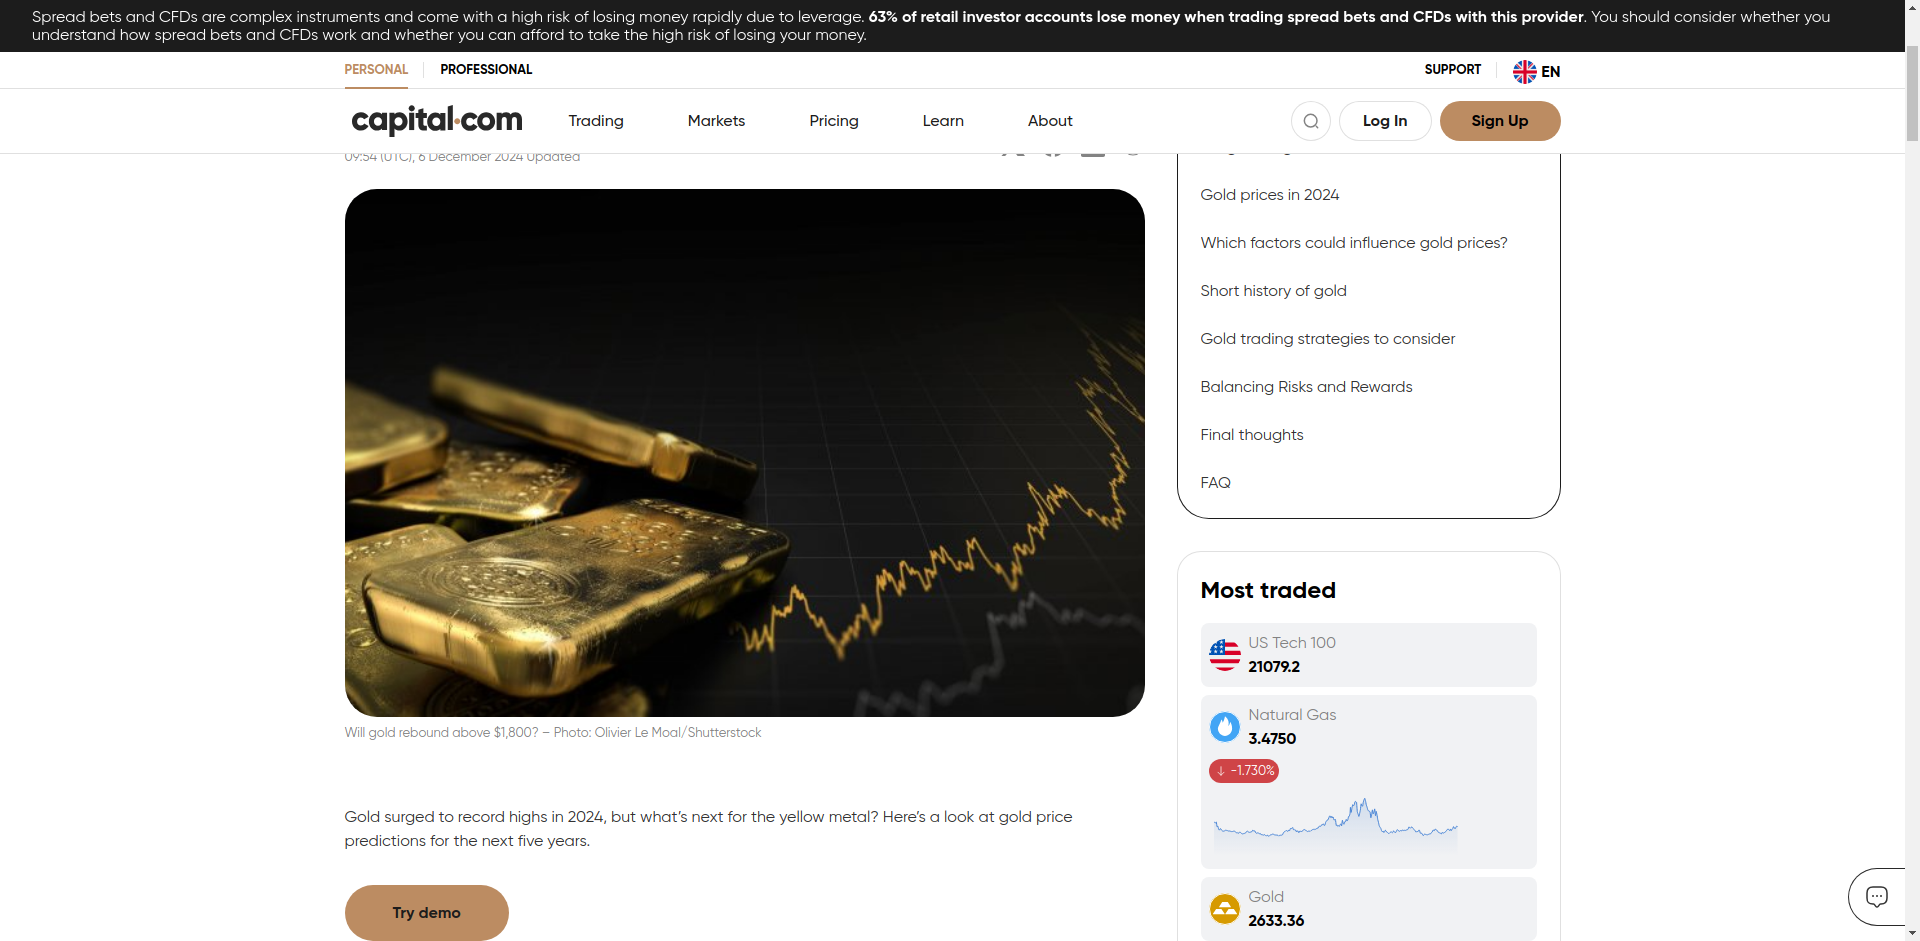 Spread bets and CFDs are complex instruments and come with a high risk of losing money rapidly due to leverage. 63% of retail investor accounts lose money when trading spread bets and CFDs with this provider. You should consider whether you
understand how spread bets and CFDs work and whether you can afford to take the high risk of losing your money.
PERSONAL
PROFESSIONAL
SUPPORT
EN
capital.com
Trading
Markets
Pricing
Learn
About
Log In
Sign Up
09:54 (UTC), 6 December 2024 Updated
Will gold rebound above $1,800? – Photo: Olivier Le Moal/Shutterstock
Gold surged to record highs in 2024, but what’s next for the yellow metal? Here’s a look at gold price
predictions for the next five years.
Try demo
Gold prices in 2024
Which factors could influence gold prices?
Short history of gold
Gold trading strategies to consider
Balancing Risks and Rewards
Final thoughts
FAQ
Most traded
US Tech 100
21079.2
Natural Gas
3.4750
-1.730%
Gold
2633.36